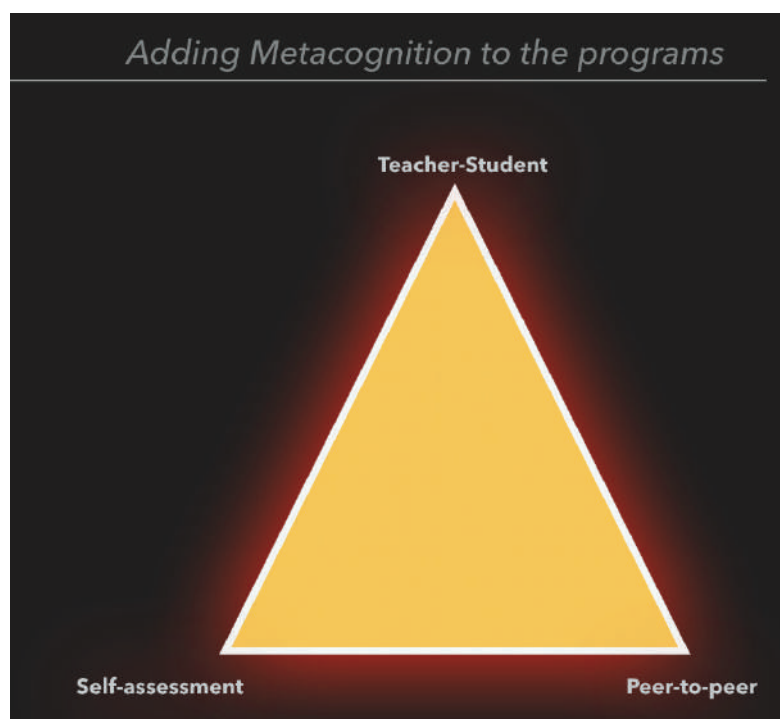 Adding Metacognition to the programs
Teacher-Student
Self-assessment
Peer-to-peer